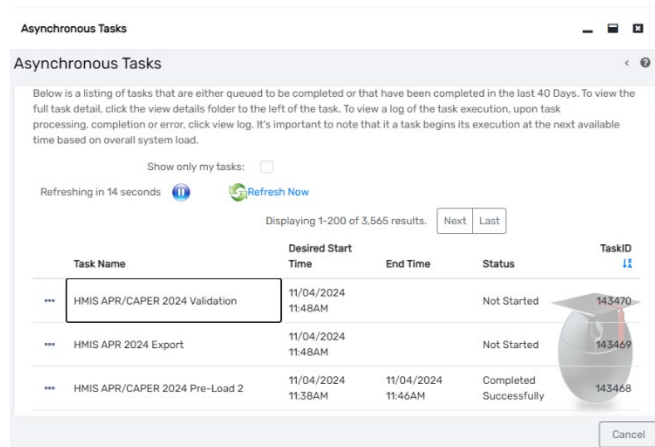 Asynchronous Tasks
Asynchronous Tasks
Below is a listing of tasks that are either queued to be completed or that have been completed in the last 40 Days. To view the
full task detail, click the view details folder to the left of the task. To view a log of the task execution, upon task
processing, completion or error, click view log. It's important to note that it a task begins its execution at the next available
time based on overall system load.
Show only my tasks:
Refreshing in 14 seconds Refresh Now
Displaying 1-200 of 3,565 results. Next Last
Task Name Desired Start Time End Time Status TaskID
HMIS APR/CAPER 2024 Validation 11/04/2024 11:48AM Not Started 143470
HMIS APR 2024 Export 11/04/2024 11:48AM Not Started 143469
HMIS APR/CAPER 2024 Pre-Load 2 11/04/2024 11:38AM 11/04/2024 11:46AM Completed Successfully 143468
Cancel